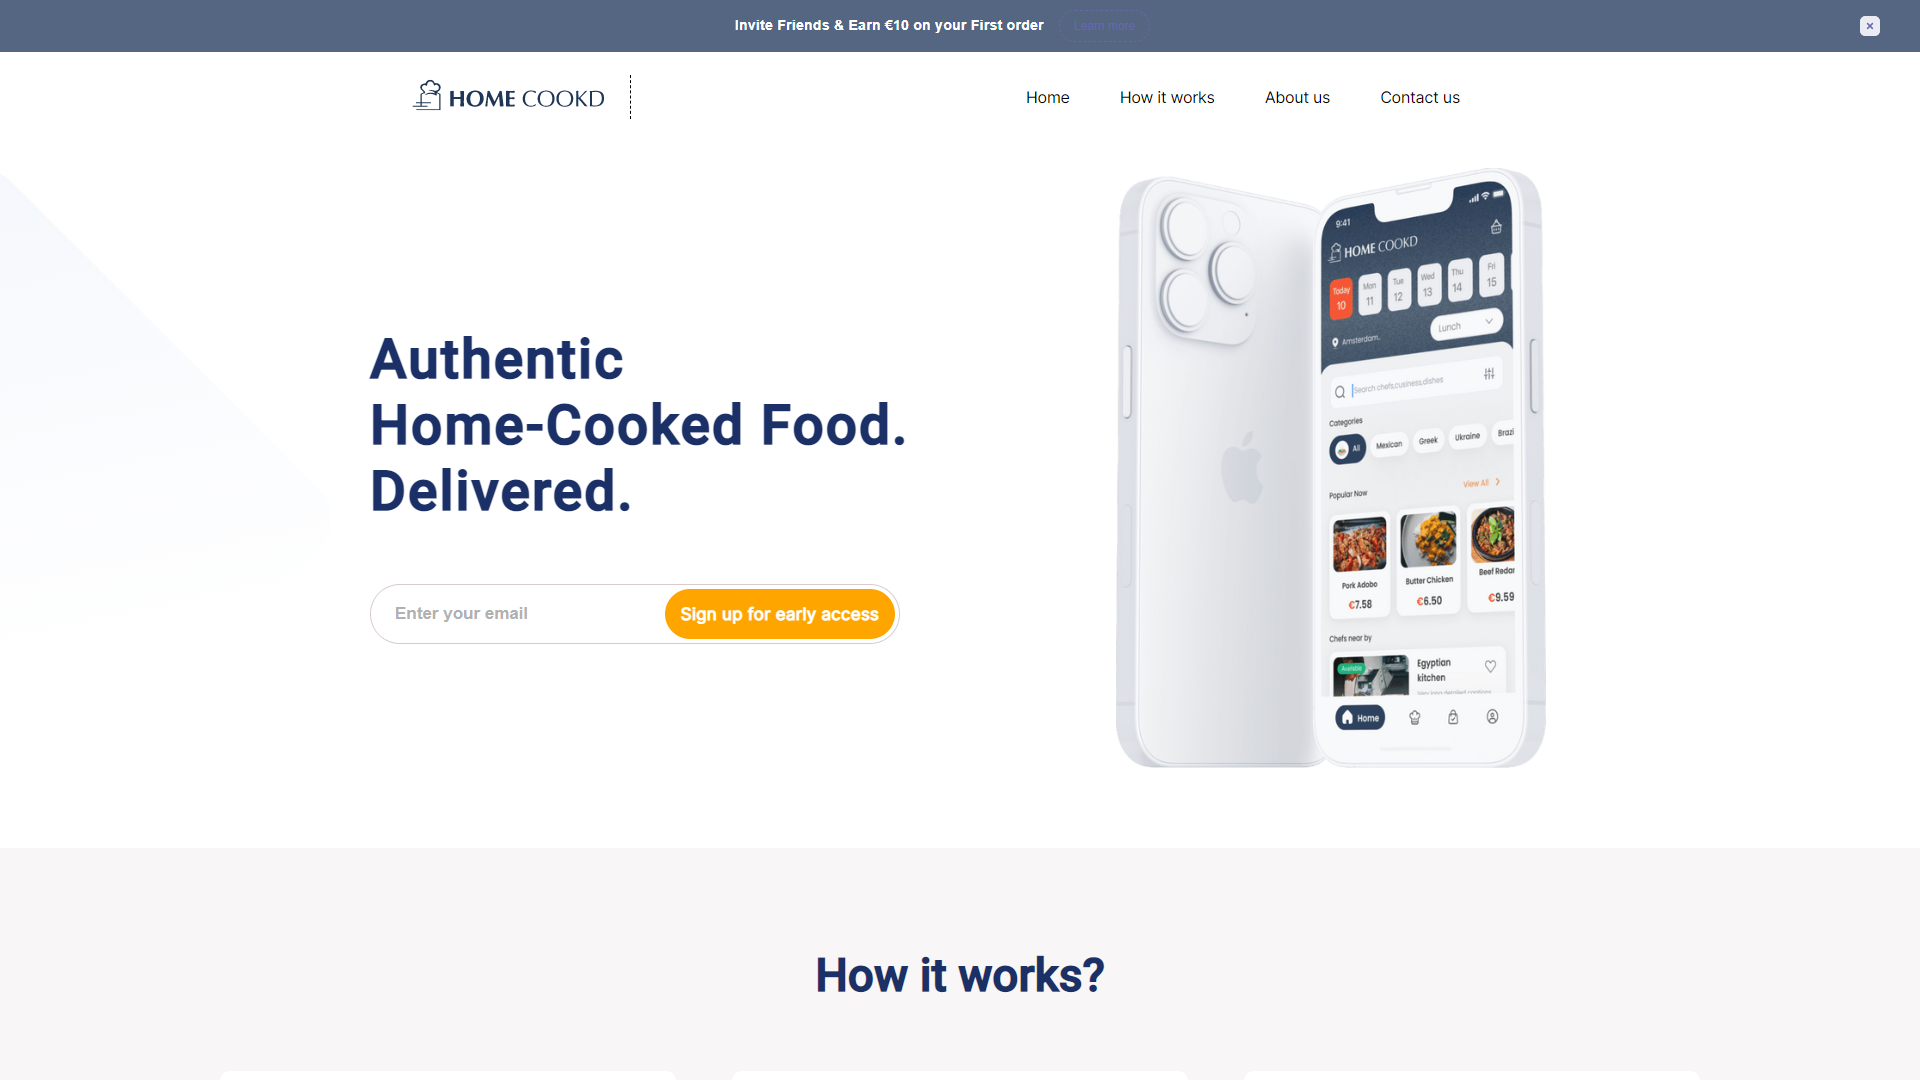 Invite Friends & Earn €10 on your First order
Learn more
HOME COOKD
Home
How it works
About us
Contact us
Authentic
Home-Cooked Food.
Delivered.
Enter your email
Sign up for early access
9:41
HOME COOKD
Today
10
Mon
11
Tue
12
Wed
13
Thu
14
Fri
15
Lunch
Amsterdam..
Search chefs,cusiness,dishes
Categories
All
Mexican
Greek
Ukraine
Brazi
Popular Now
View All
Pork Adobo
€7.58
Butter Chicken
€6.50
Beef Redan
€9.59
Chefs near by
Available
Egyptian
kitchen
Home
How it works?